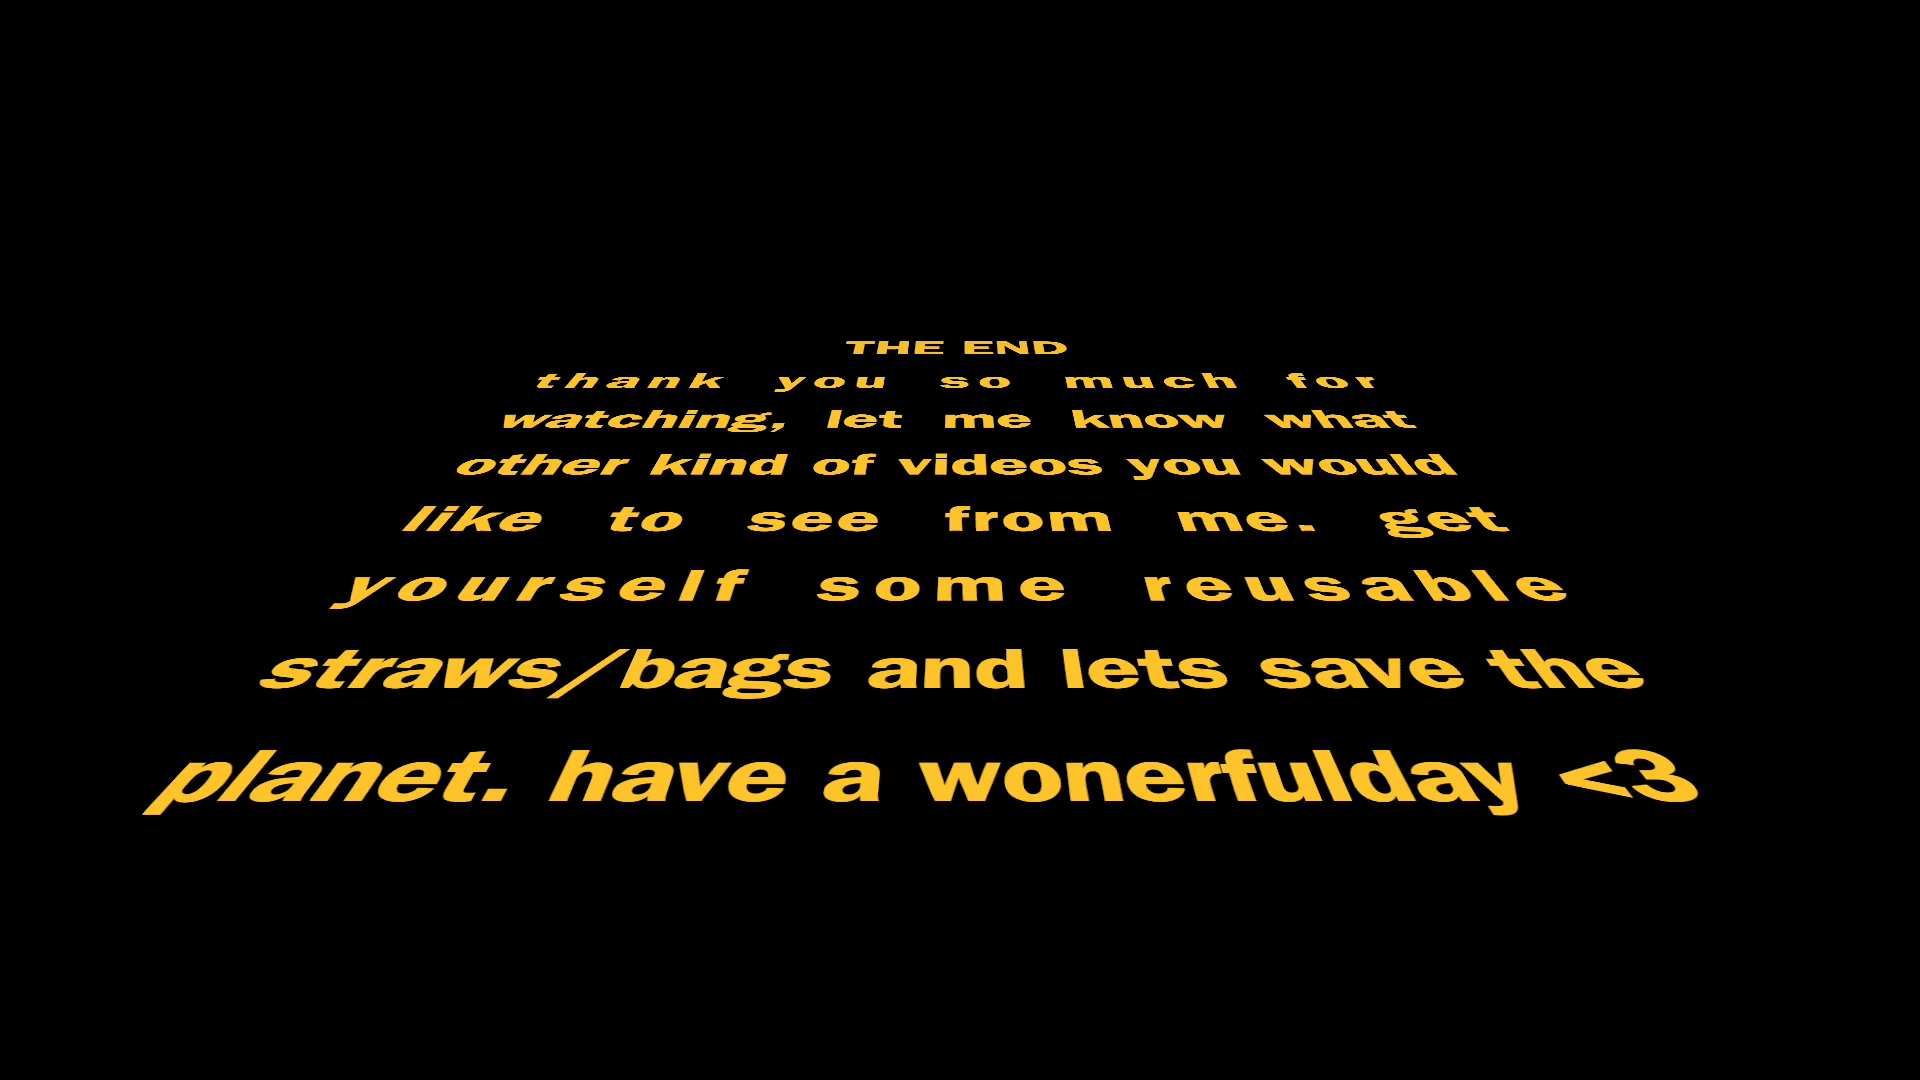 THE END
thank you so much for
watching, let me know what
other kind of videos you would
like to see from me. get
yourself some reusable
straws/bags and lets save the
planet. have a wonerfulday <3